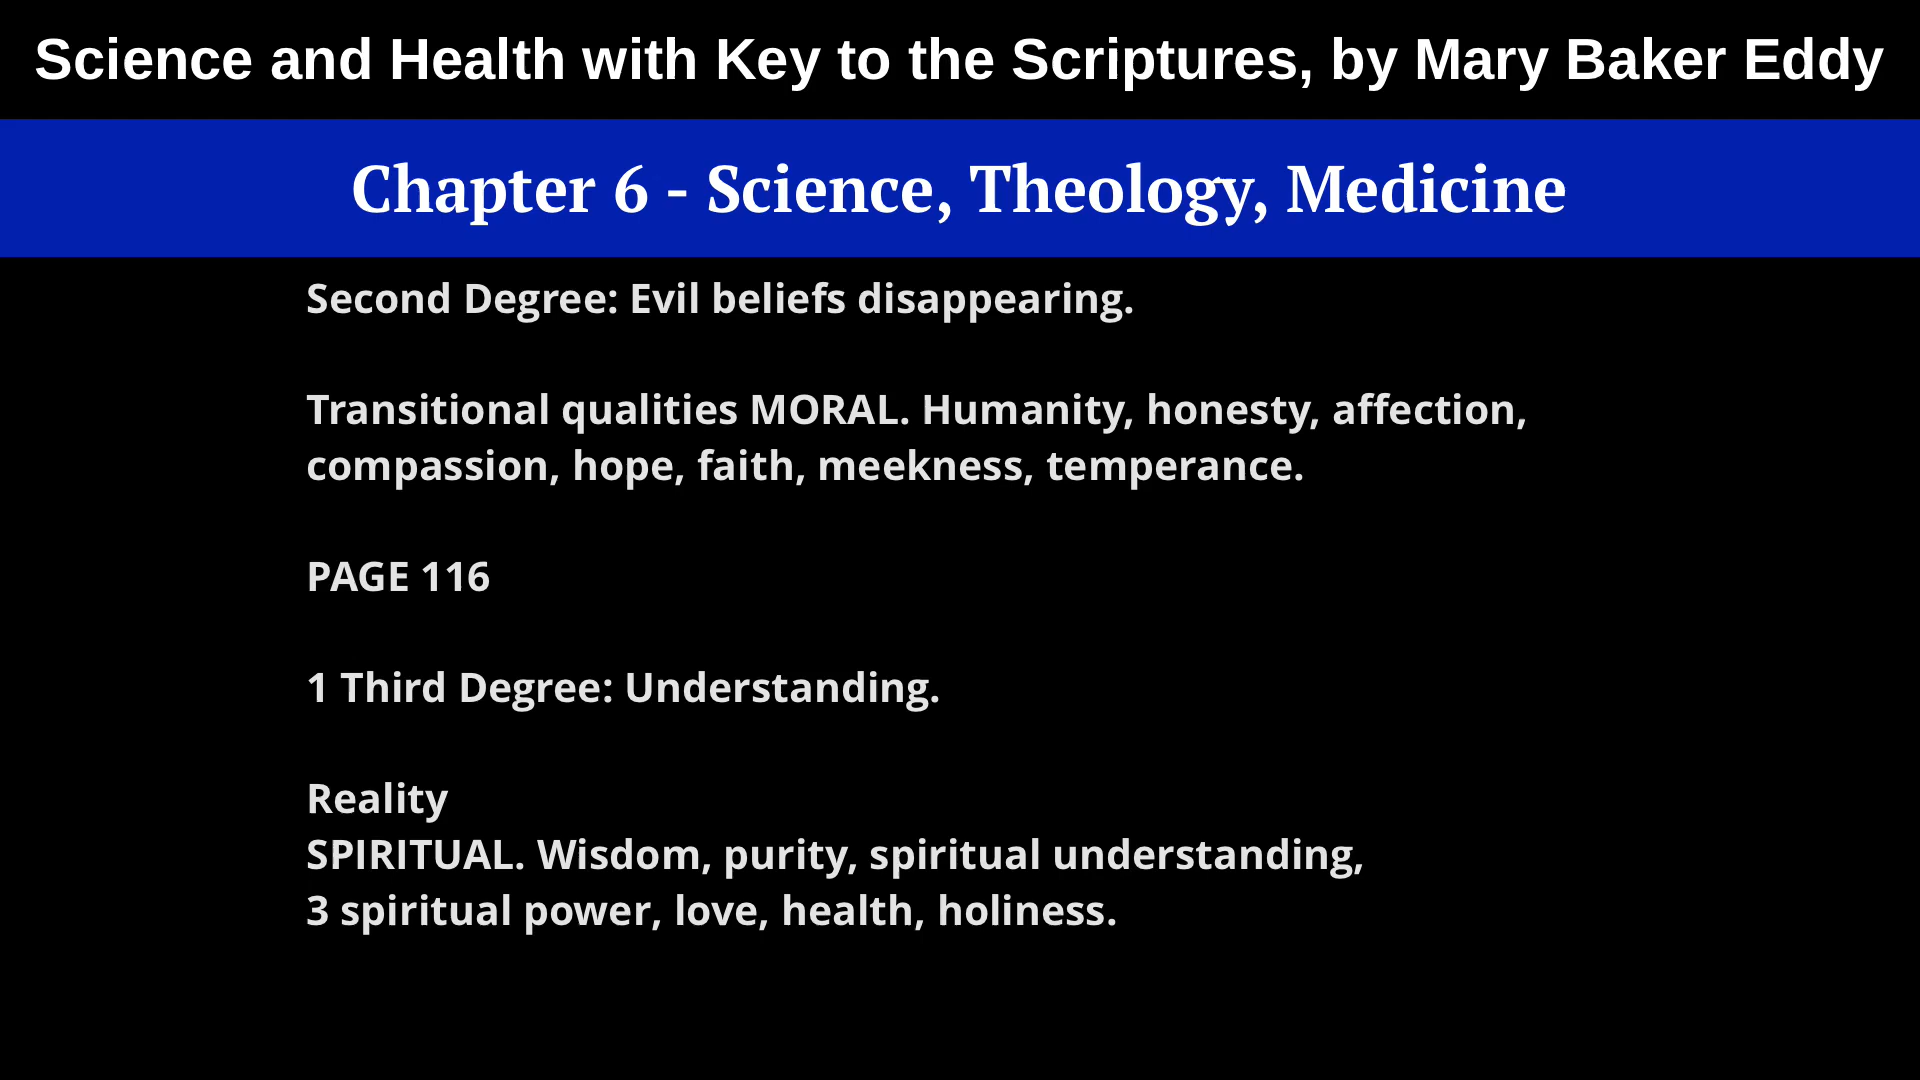 Science and Health with Key to the Scriptures, by Mary Baker Eddy
Chapter 6 - Science, Theology, Medicine
Second Degree: Evil beliefs disappearing.
Transitional qualities MORAL. Humanity, honesty, affection,
compassion, hope, faith, meekness, temperance.
PAGE 116
1 Third Degree: Understanding.
Reality
SPIRITUAL. Wisdom, purity, spiritual understanding,
3 spiritual power, love, health, holiness.